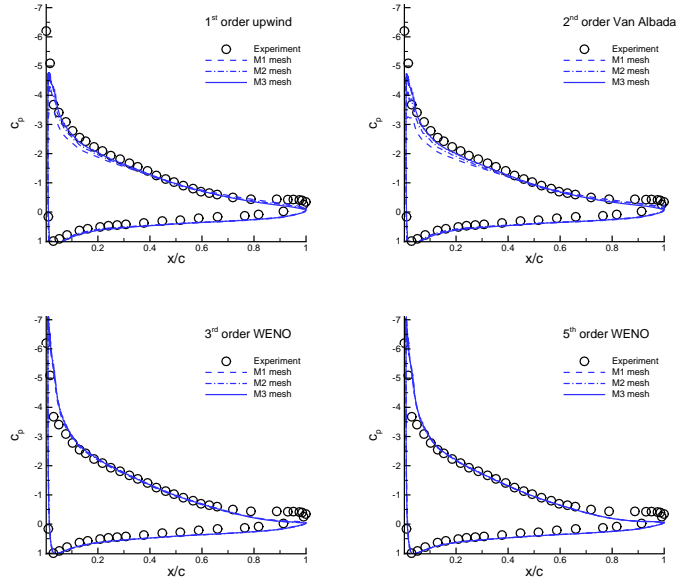 1st order upwind
Experiment
M1 mesh
M2 mesh
M3 mesh
-7
-6
-5
-4
-3
-2
-1
0
1
cp
0.2 0.4 0.6 0.8 1
x/c
2nd order Van Albada
Experiment
M1 mesh
M2 mesh
M3 mesh
-7
-6
-5
-4
-3
-2
-1
0
1
cp
0.2 0.4 0.6 0.8 1
x/c
3rd order WENO
Experiment
M1 mesh
M2 mesh
M3 mesh
-7
-6
-5
-4
-3
-2
-1
0
1
cp
0.2 0.4 0.6 0.8 1
x/c
5th order WENO
Experiment
M1 mesh
M2 mesh
M3 mesh
-7
-6
-5
-4
-3
-2
-1
0
1
cp
0.2 0.4 0.6 0.8 1
x/c